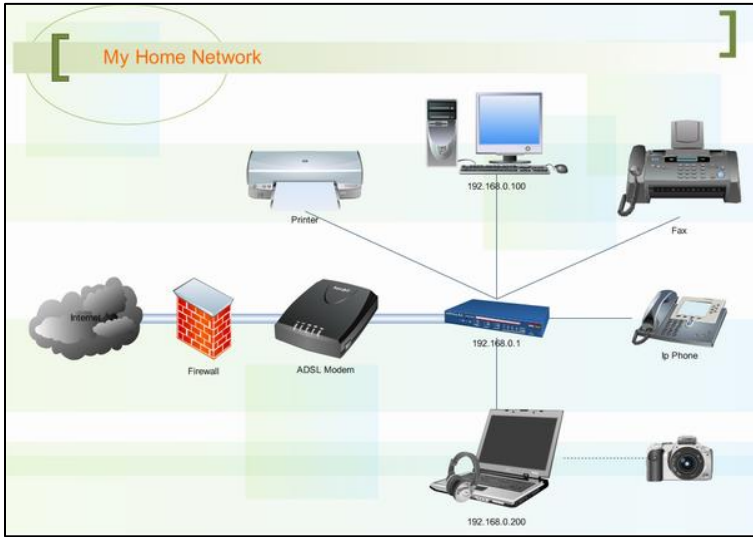 My Home Network
192.168.0.100
Printer
Fax
Internet
192.168.0.1
Ip Phone
Firewall
ADSL Modem
192.168.0.200